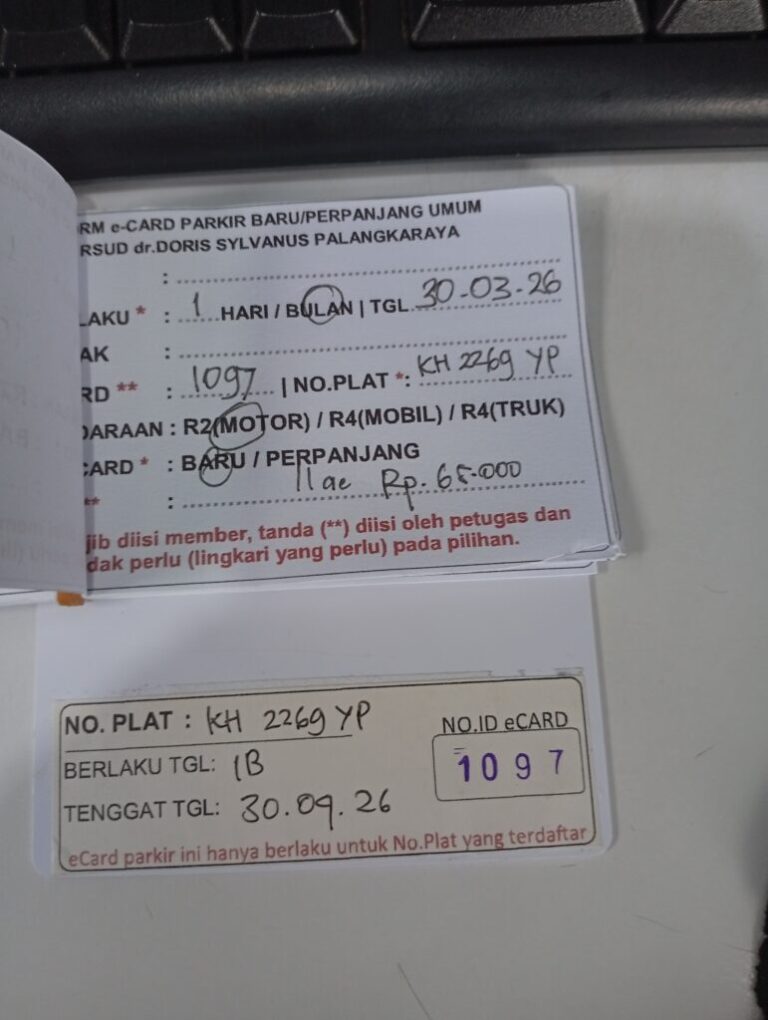 RM e-CARD PARKIR BARU/PERPANJANG UMUM
RSUD dr.DORIS SYLVANUS PALANGKARAYA
:
LAKU * : 1 HARI / BULAN | TGL 30-03-26
AK :
RD ** : 1097 | NO.PLAT *: KH 2269 YP
DARAAN : R2(MOTOR) / R4(MOBIL) / R4(TRUK)
CARD * : BARU / PERPANJANG
** : Rp. 65.000
jib diisi member, tanda (**) diisi oleh petugas dan
dak perlu (lingkari yang perlu) pada pilihan.
NO. PLAT : KH 2269 YP
NO.ID eCARD
1097
BERLAKU TGL: 1B
TENGGAT TGL: 30.09.26
eCard parkir ini hanya berlaku untuk No.Plat yang terdaftar